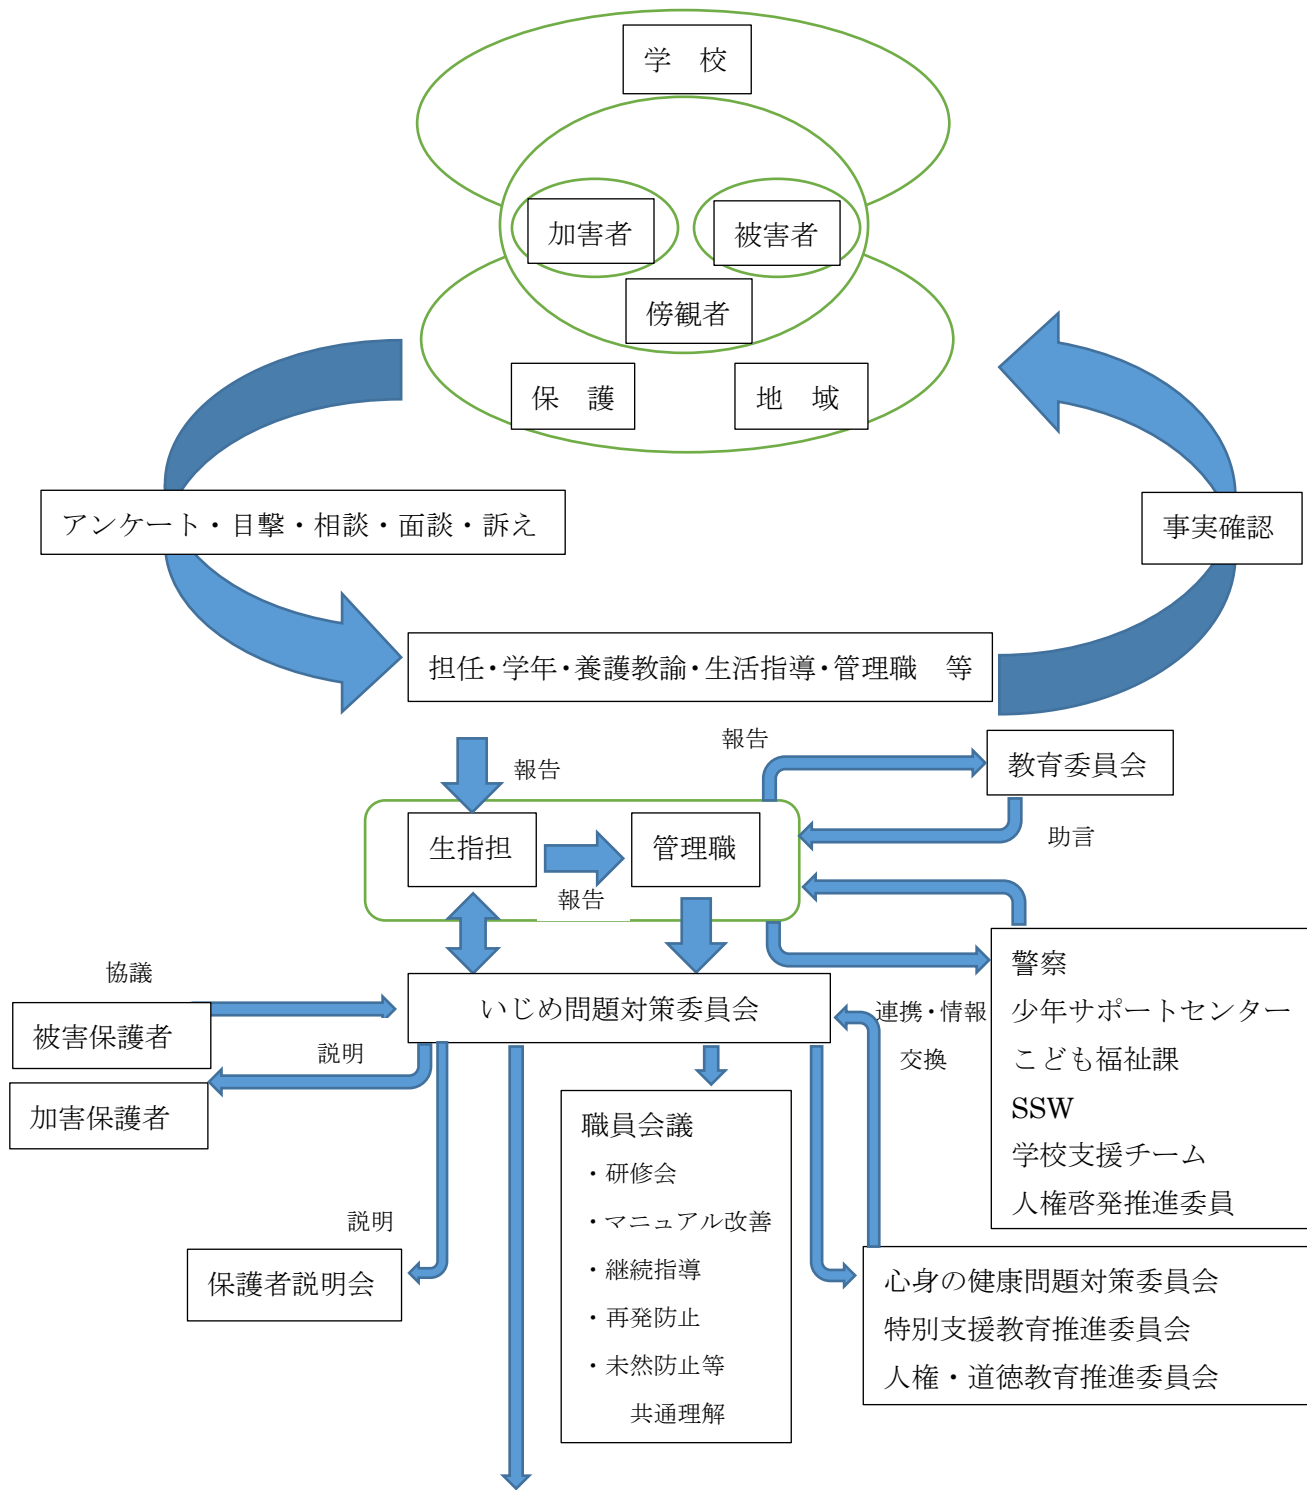 学　校
加害者
被害者
傍観者
保　護
地　域
アンケート・目撃・相談・面談・訴え
事実確認
担任・学年・養護教諭・生活指導・管理職　等
報告
報告
教育委員会
助言
生指担
管理職
報告
協議
被害保護者
いじめ問題対策委員会
説明
加害保護者
連携・情報
交換
警察
少年サポートセンター
こども福祉課
SSW
学校支援チーム
人権啓発推進委員
職員会議
・研修会
・マニュアル改善
・継続指導
・再発防止
・未然防止等
共通理解
説明
保護者説明会
心身の健康問題対策委員会
特別支援教育推進委員会
人権・道徳教育推進委員会